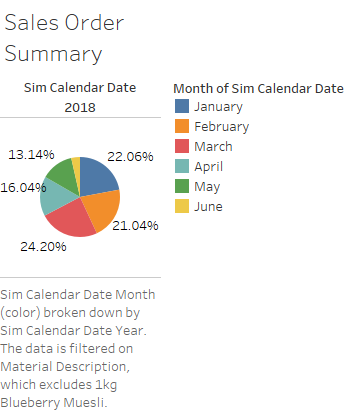 Sales Order
Summary
Sim Calendar Date
2018
Month of Sim Calendar Date
January
February
March
April
May
June
13.14%
22.06%
16.04%
21.04%
24.20%
Sim Calendar Date Month
(color) broken down by
Sim Calendar Date Year.
The data is filtered on
Material Description,
which excludes 1kg
Blueberry Muesli.